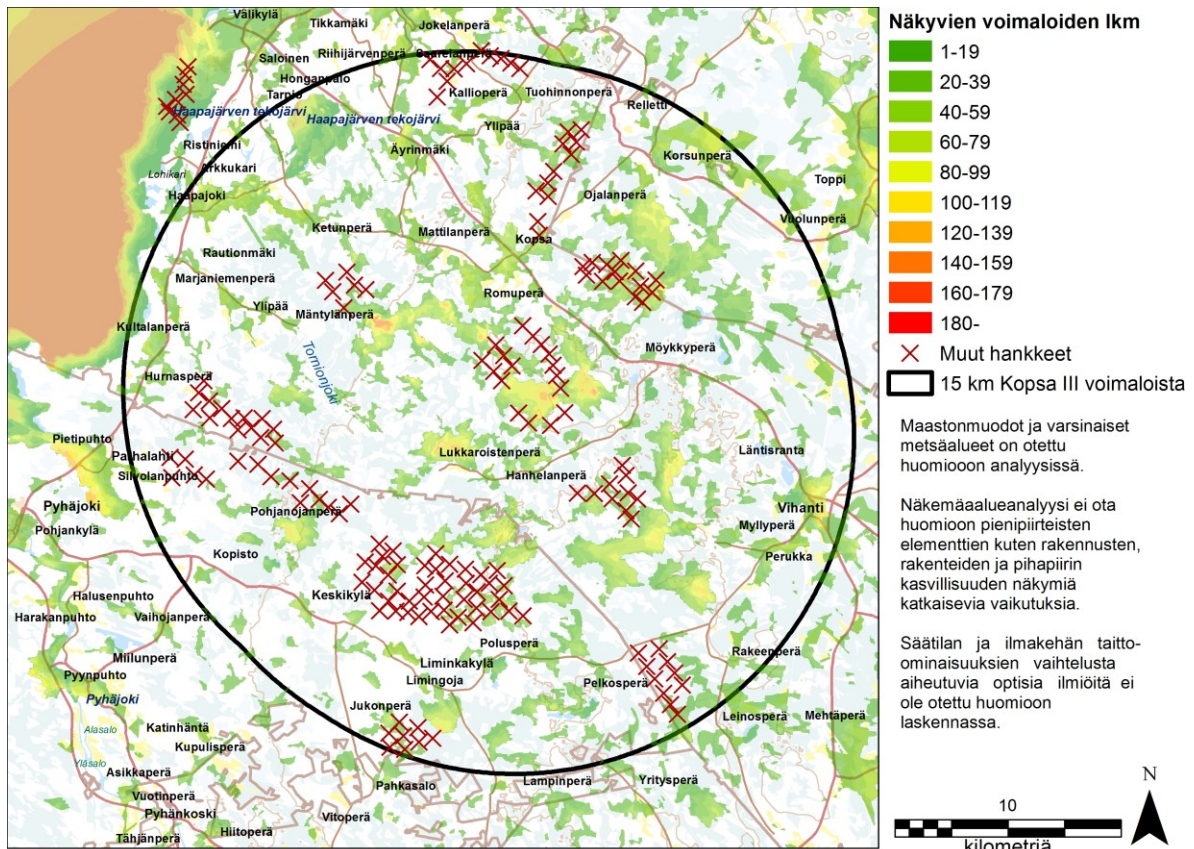 Välikylä
Tikkamäki
Jokelanperä
Saloinen
Riihijärvenperä
Saarelanperä
Honganpalo
Tarpio
Kallioperä
Tuohinnonperä
Relletti
Haapajärven tekojärvi
Haapajärven tekojärvi
Ylipää
Ristiniemi
Äyrinmäki
Korsunperä
Arkkukari
Lohikari
Toppi
Haapajoki
Ojalanperä
Vuolunperä
Ketunperä
Mattilanperä
Kopsa
Rautionmäki
Marjaniemenperä
Romuperä
Ylipää
Mäntylänperä
Kultalanperä
Tornionjoki
Möykkyperä
Hurnasperä
Pietipuhto
Parhalahti
Lukkaroistenperä
Läntisranta
Silvolanpuhto
Hanhelanperä
Pyhäjoki
Pohjanojanperä
Vihanti
Pohjankylä
Myllyperä
Kopisto
Perukka
Halusenpuhto
Keskikylä
Harakanpuhto
Vaihojanperä
Polusperä
Miilunperä
Liminkakylä
Rakeenperä
Pyynpuhto
Limingoja
Pelkosperä
Pyhäjoki
Jukonperä
Leinosperä
Mehtäperä
Katinhäntä
Alasalo
Kupulisperä
Yläsalo
Asikkaperä
Lampinperä
Yritysperä
Pahkasalo
Vuotinperä
Pyhänkoski
Vitoperä
Hiitoperä
Tähjänperä
Näkyvien voimaloiden lkm
1-19
20-39
40-59
60-79
80-99
100-119
120-139
140-159
160-179
180-
Muut hankkeet
15 km Kopsa III voimaloista
Maastonmuodot ja varsinaiset
metsäalueet on otettu
huomiooon analyysissä.
Näkemäalueanalyysi ei ota
huomioon pienipiirteisten
elementtien kuten rakennusten,
rakenteiden ja pihapiirin
kasvillisuuden näkymiä
katkaisevia vaikutuksia.
Säätilan ja ilmakehän taitto-
ominaisuuksien vaihtelusta
aiheutuvia optisia ilmiöitä ei
ole otettu huomioon
laskennassa.
N
10
kilometriä